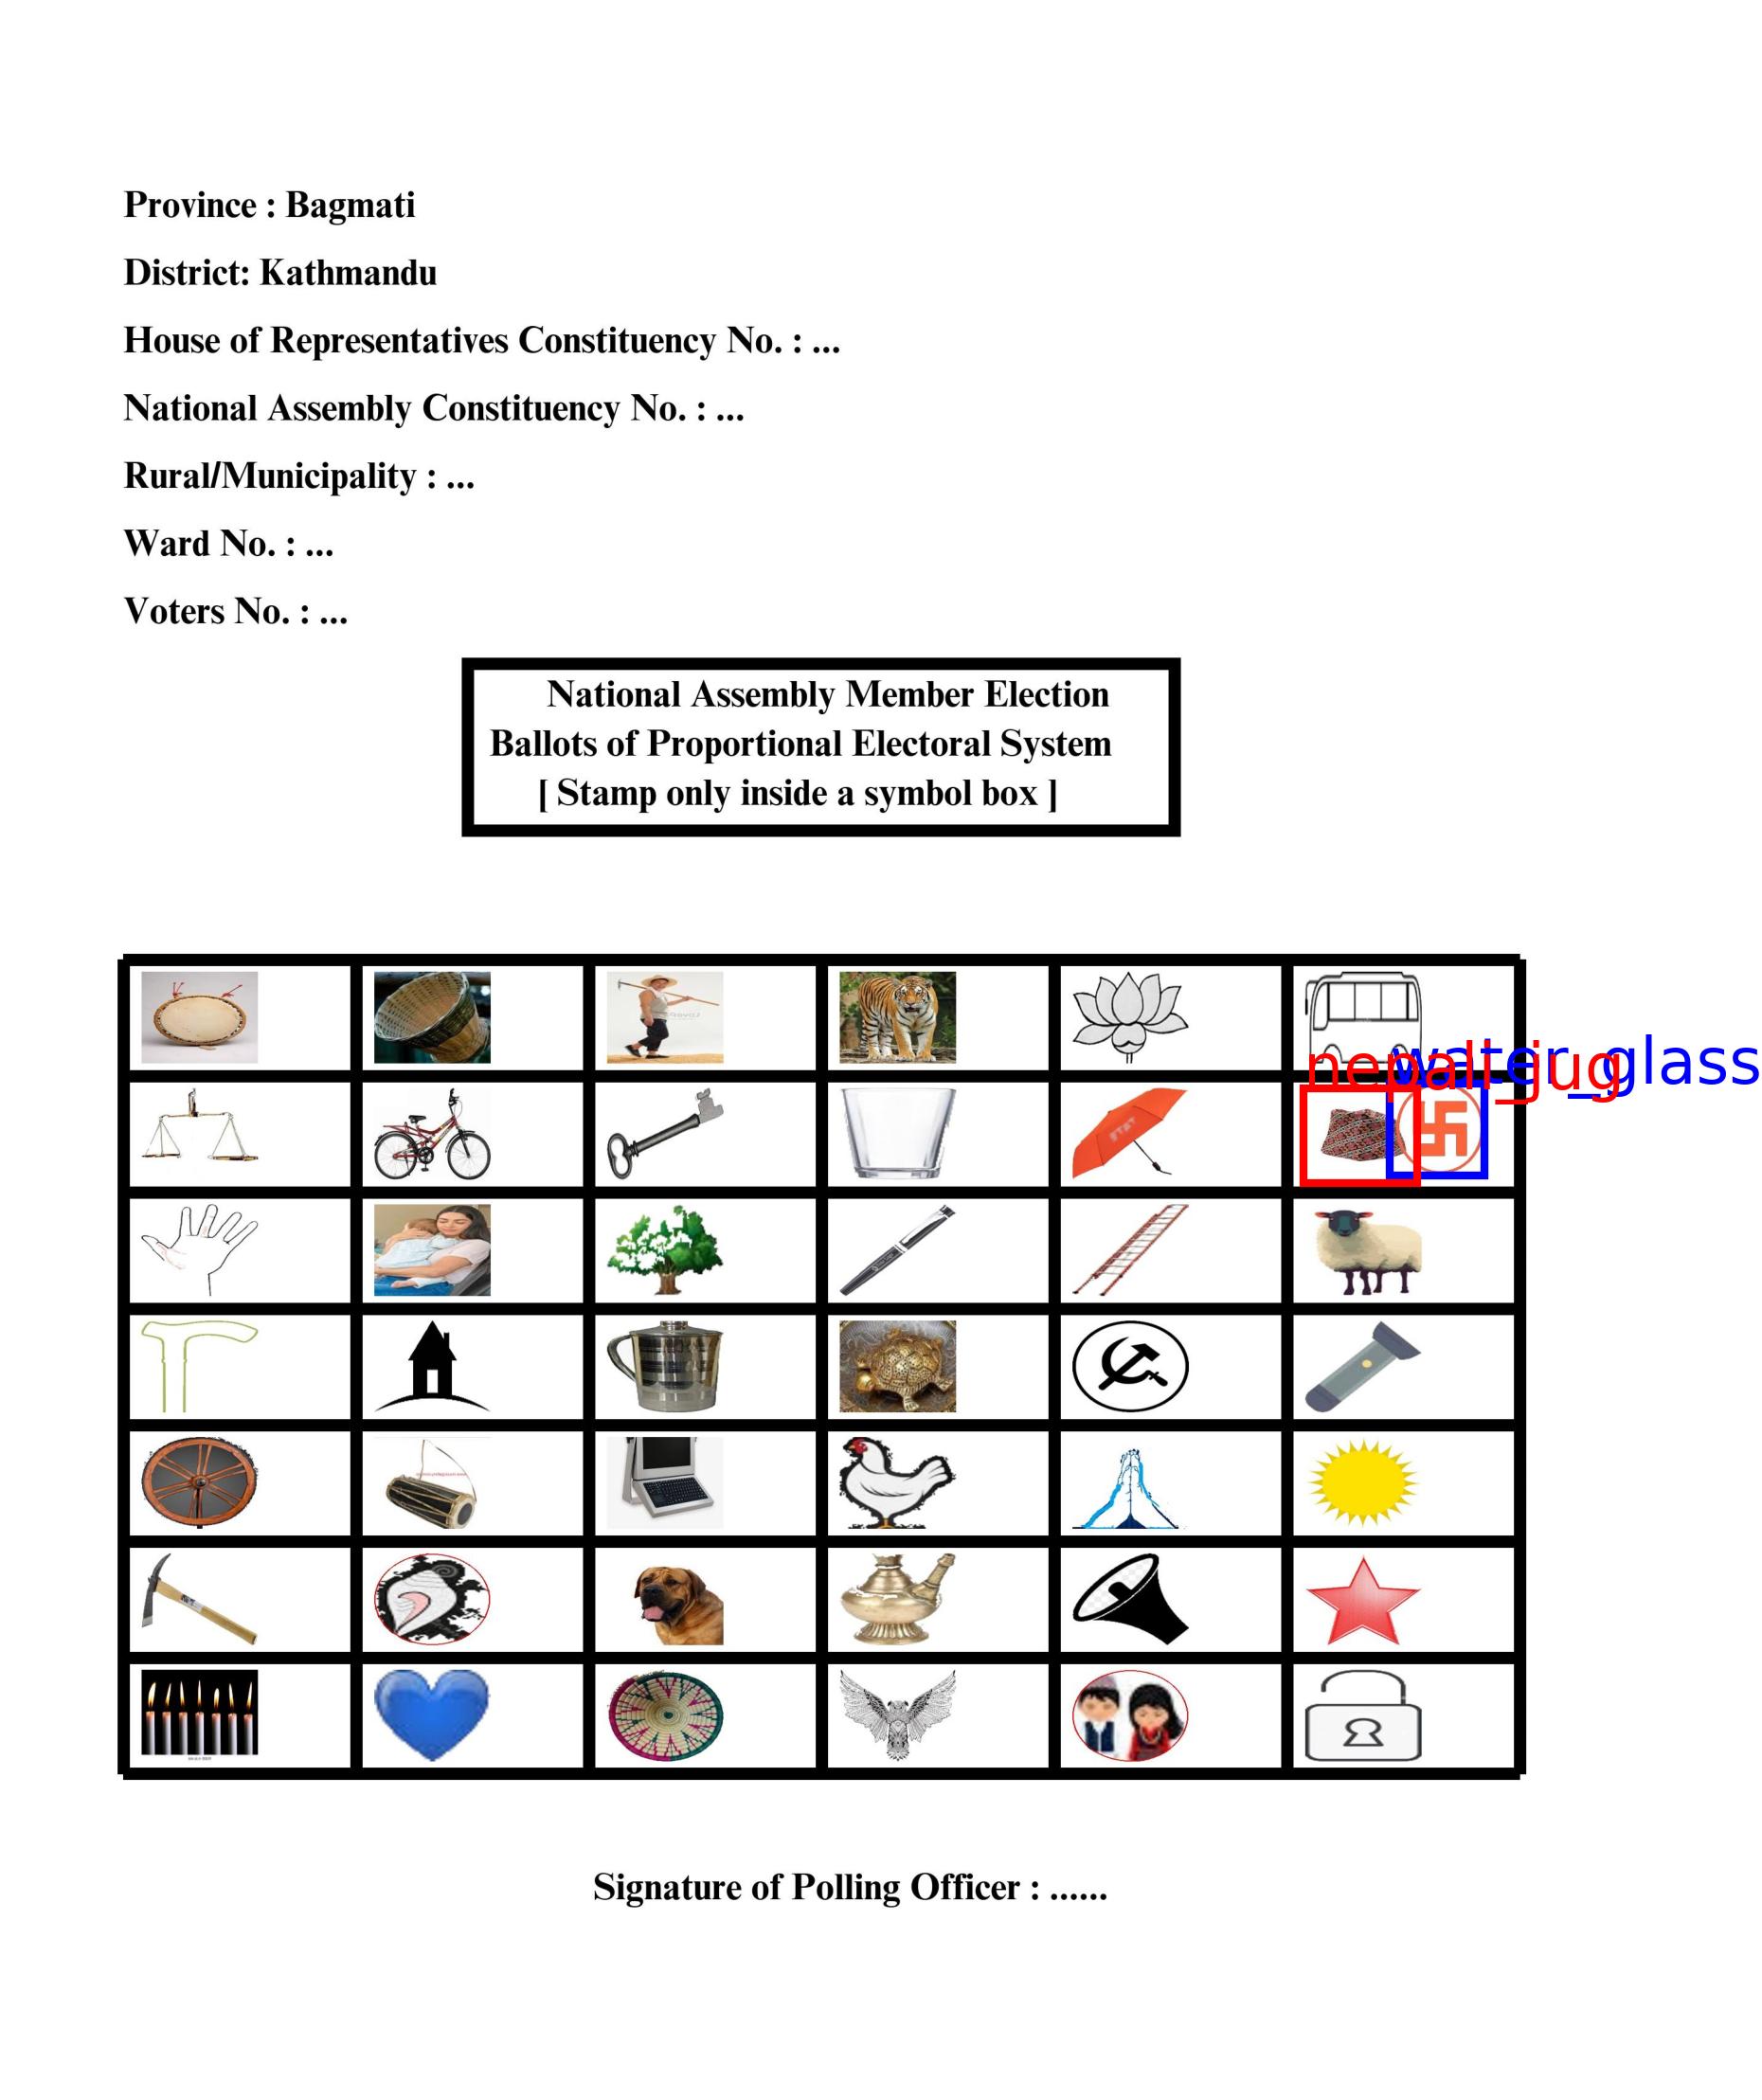 Province : Bagmati
District: Kathmandu
House of Representatives Constituency No. : ...
National Assembly Constituency No. : ...
Rural/Municipality : ...
Ward No. : ...
Voters No. : ...
National Assembly Member Election
Ballots of Proportional Electoral System
[ Stamp only inside a symbol box ]
nepali_jug
water_glass
Signature of Polling Officer : ......